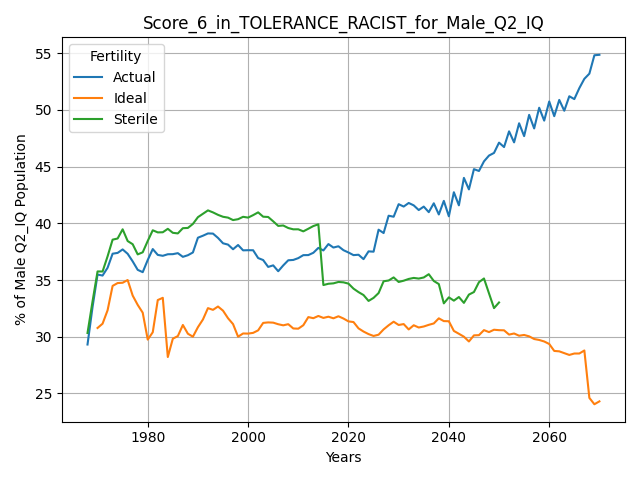 Score_6_in_TOLERANCE_RACIST_for_Male_Q2_IQ
Fertility
Actual
Ideal
Sterile
% of Male Q2_IQ Population
55
50
45
40
35
30
25
1980
2000
2020
2040
2060
Years